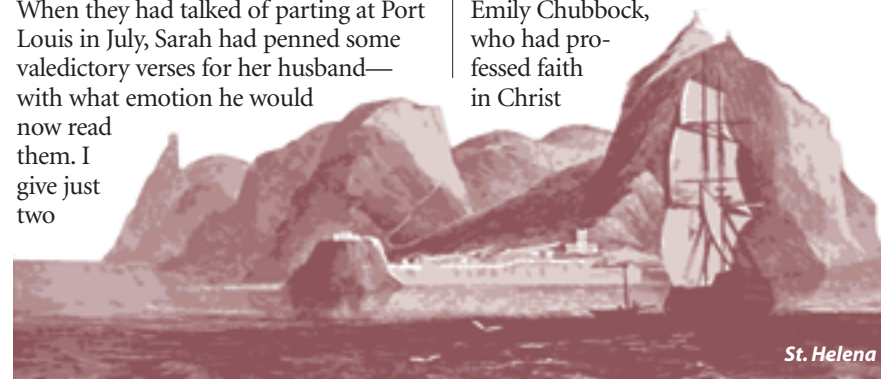 When they had talked of parting at Port
Louis in July, Sarah had penned some
valedictory verses for her husband—
with what emotion he would
now read
them. I
give just
two
Emily Chubbock,
who had pro-
fessed faith
in Christ
St. Helena